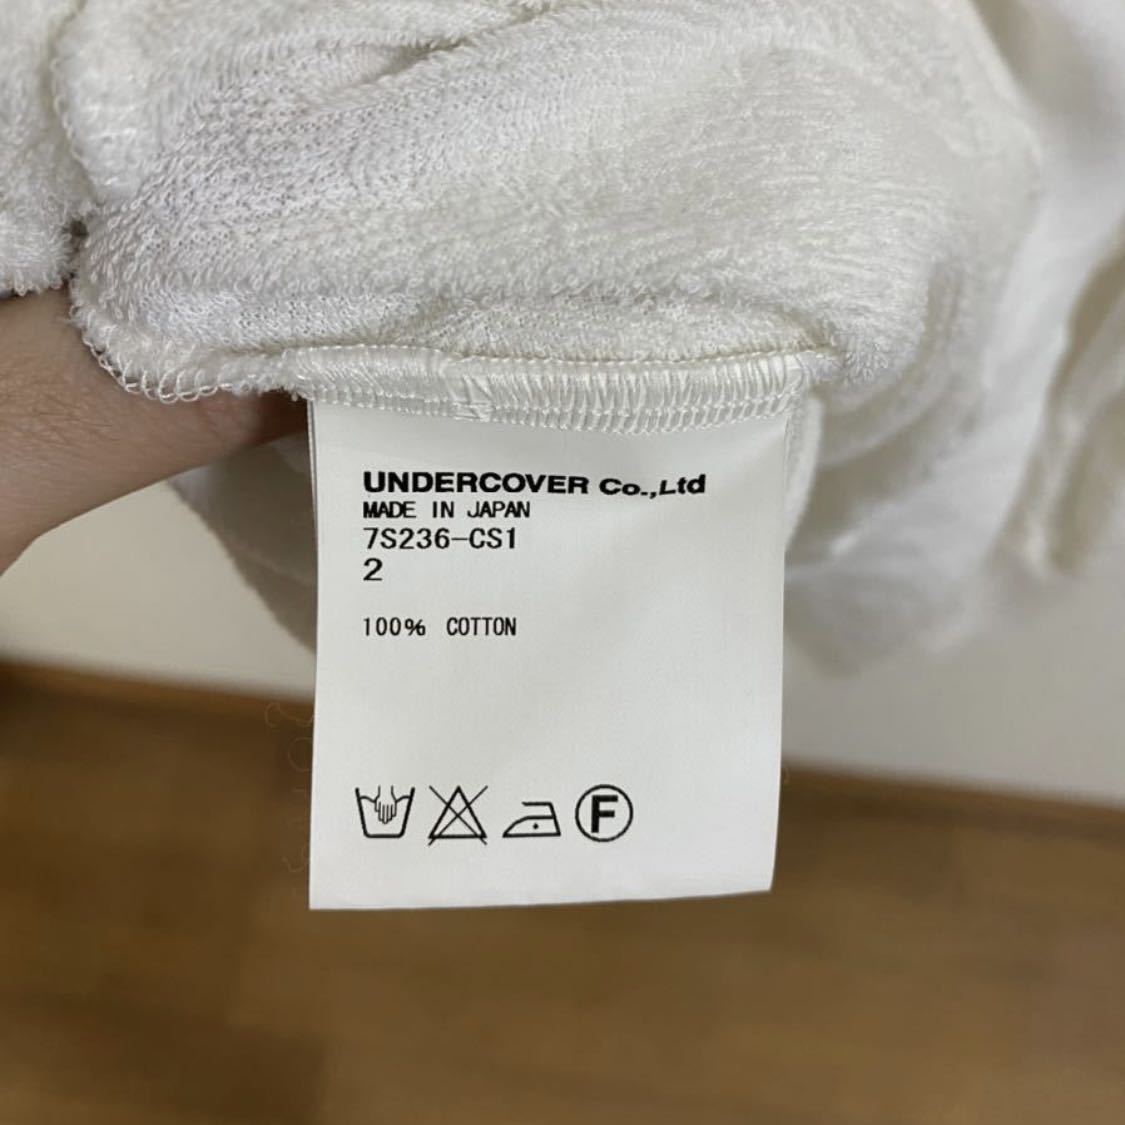 UNDERCOVER Co.,Ltd
MADE IN JAPAN
7S236-CS1
2
100% COTTON
F